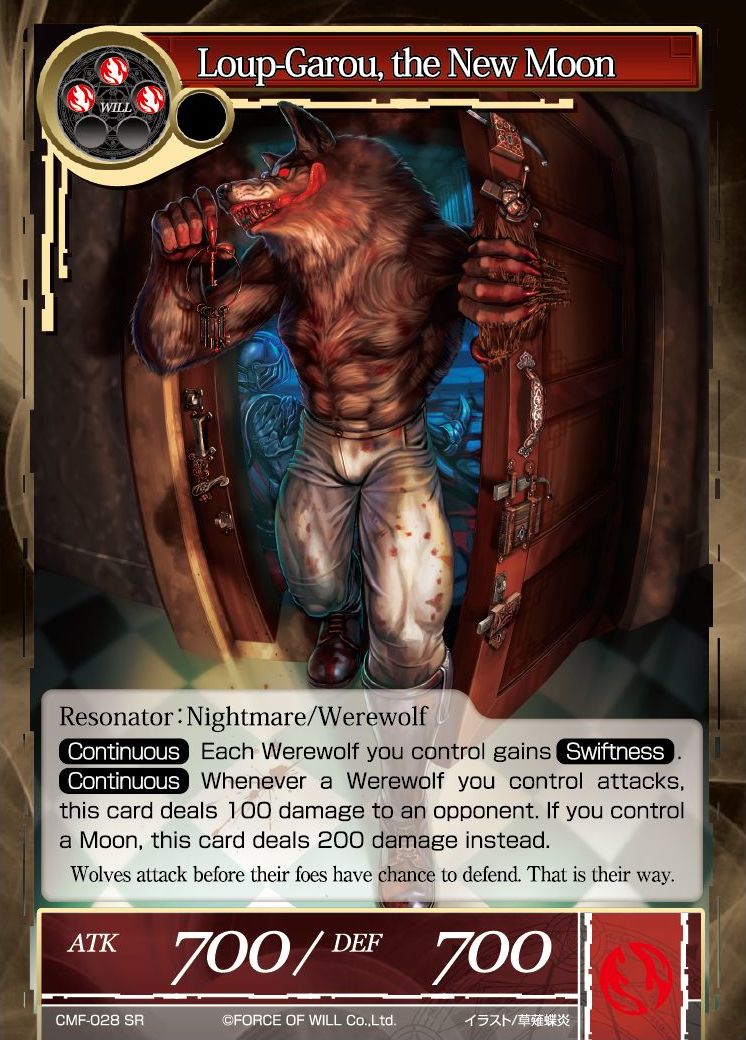 Loup-Garou, the New Moon
WILL
Resonator:Nightmare/Werewolf
Continuous Each Werewolf you control gains Swiftness.
Continuous Whenever a Werewolf you control attacks,
this card deals 100 damage to an opponent. If you control
a Moon, this card deals 200 damage instead.
Wolves attack before their foes have chance to defend. That is their way.
ATK 700 / DEF 700
CMF-028 SR ©FORCE OF WILL Co.,Ltd. イラスト/草薙蝶炎